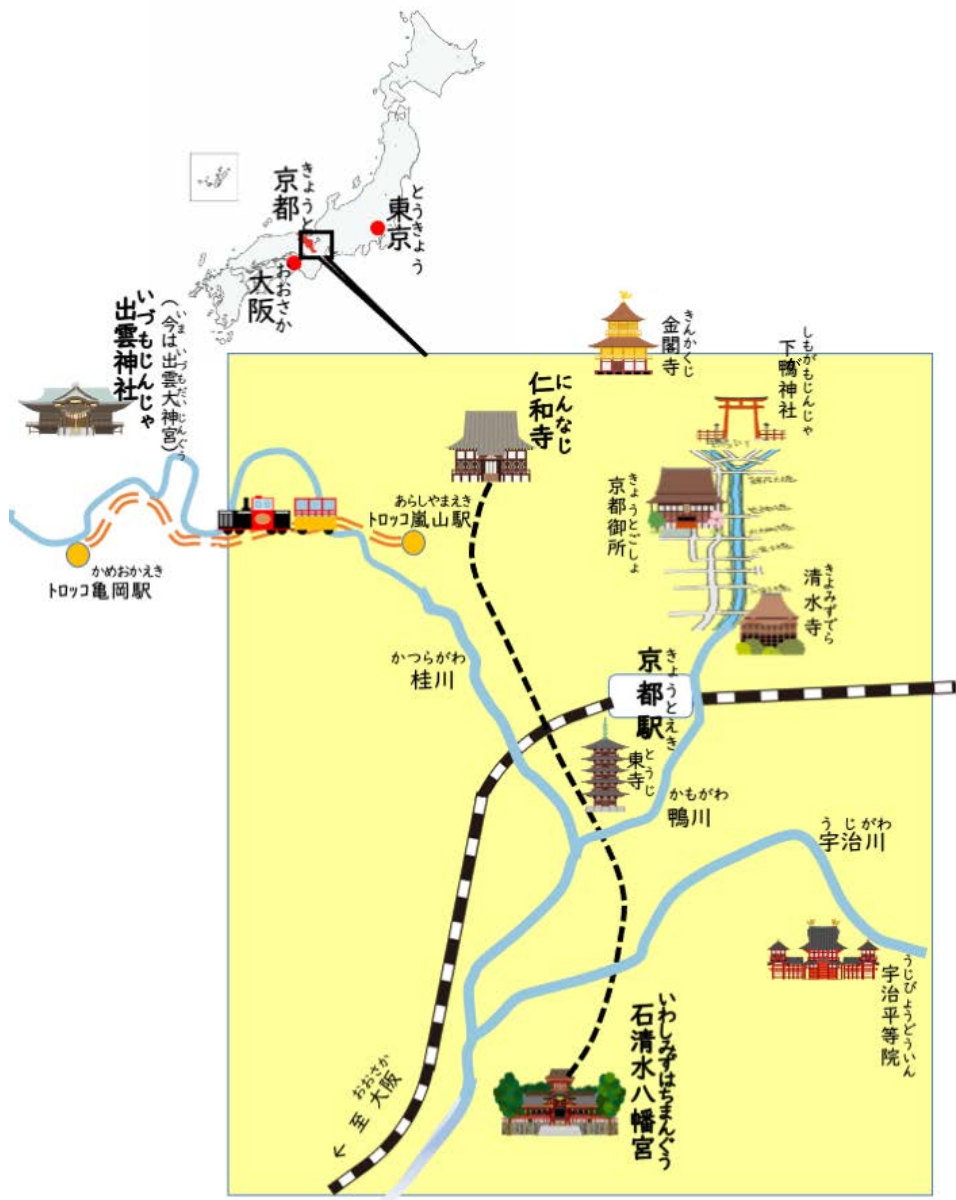 京都
きょうと
東京
とうきょう
大阪
おおさか
出雲神社
いづもじんじゃ
(今は出雲大神宮)
いま いづもだいじんぐう
仁和寺
にんなじ
金閣寺
きんかくじ
下鴨神社
しもがもじんじゃ
京都御所
きょうとごしょ
清水寺
きよみずでら
あらしやまえき
トロッコ嵐山駅
かめおかえき
トロッコ亀岡駅
かつらがわ
桂川
京都駅
きょうとえき
東寺
とうじ
かもがわ
鴨川
うじがわ
宇治川
宇治平等院
うじびょうどういん
石清水八幡宮
いわしみずはちまんぐう
おおさか
← 至 大阪